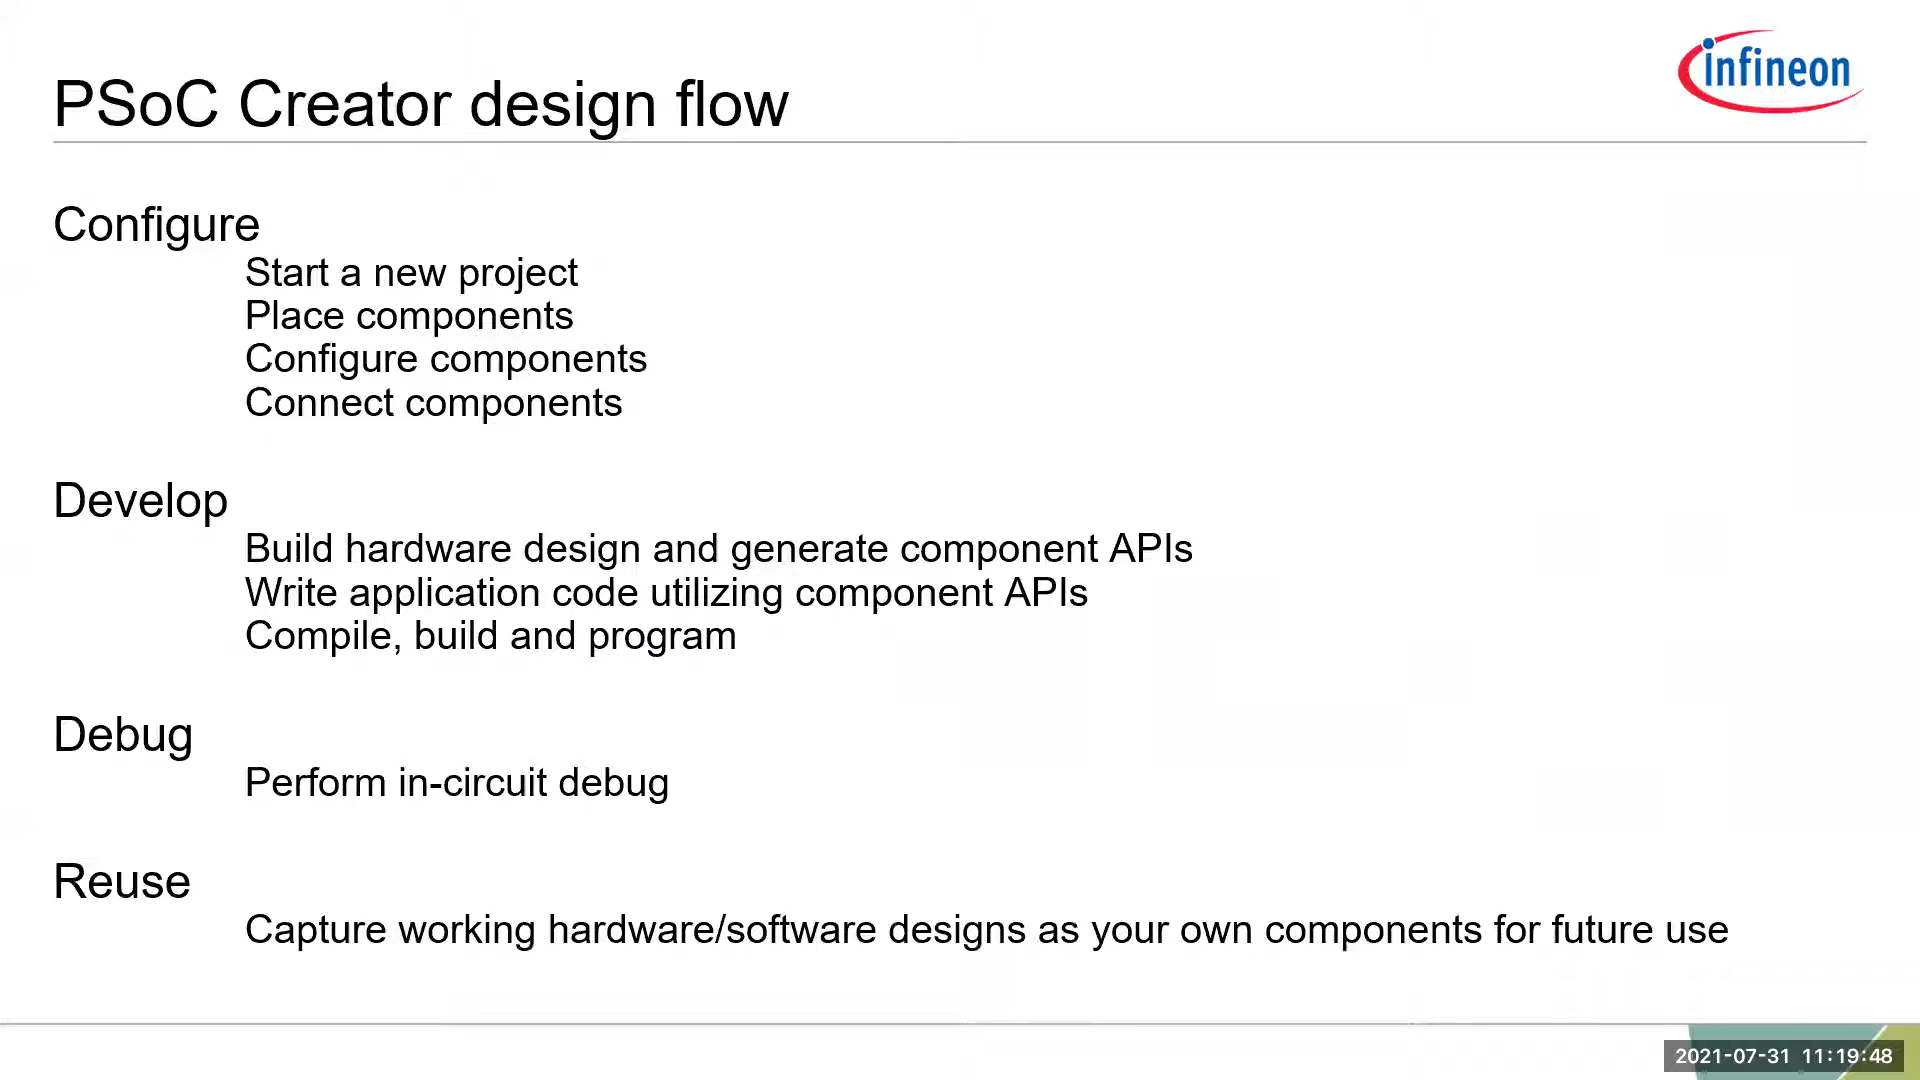 infineon
PSoC Creator design flow
Configure
Start a new project
Place components
Configure components
Connect components
Develop
Build hardware design and generate component APIs
Write application code utilizing component APIs
Compile, build and program
Debug
Perform in-circuit debug
Reuse
Capture working hardware/software designs as your own components for future use
2021-07-31 11:19:48